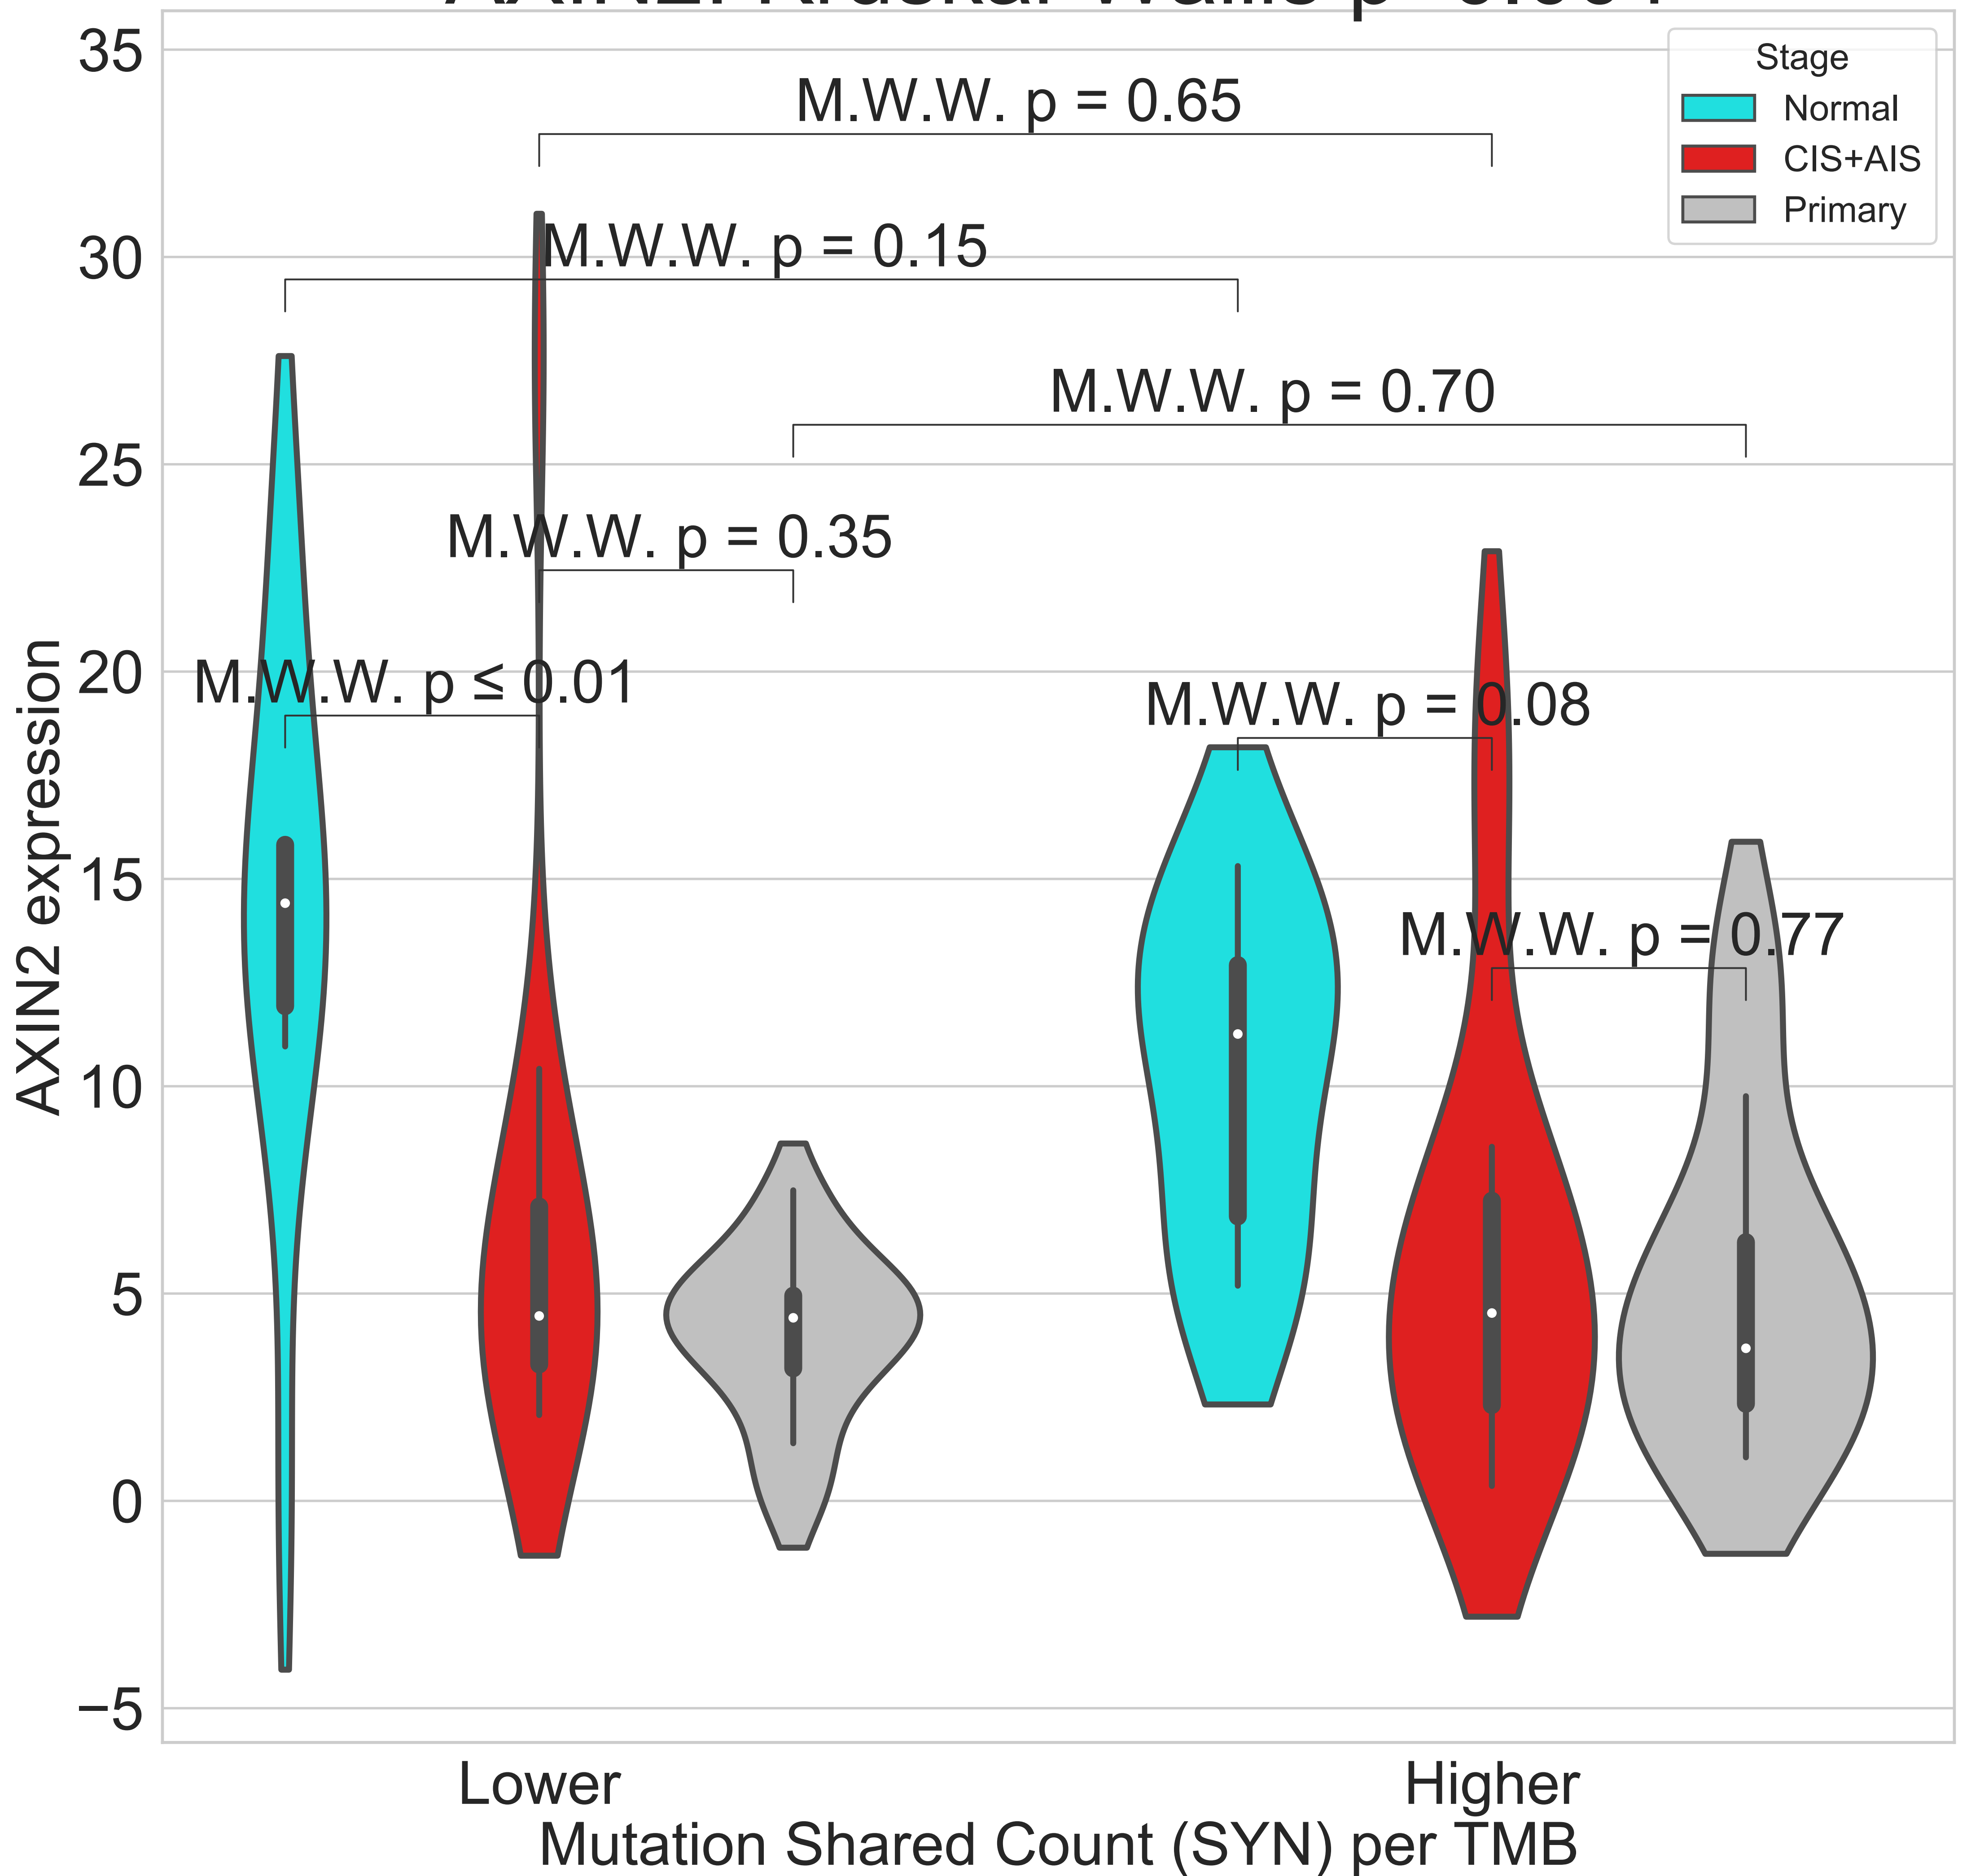 35
30
25
20
15
10
5
0
−5
AXIN2 expression
Stage
Normal
CIS+AIS
Primary
M.W.W. p = 0.65
M.W.W. p = 0.15
M.W.W. p = 0.70
M.W.W. p = 0.35
M.W.W. p ≤ 0.01
M.W.W. p = 0.08
M.W.W. p = 0.77
Lower
Higher
Mutation Shared Count (SYN) per TMB